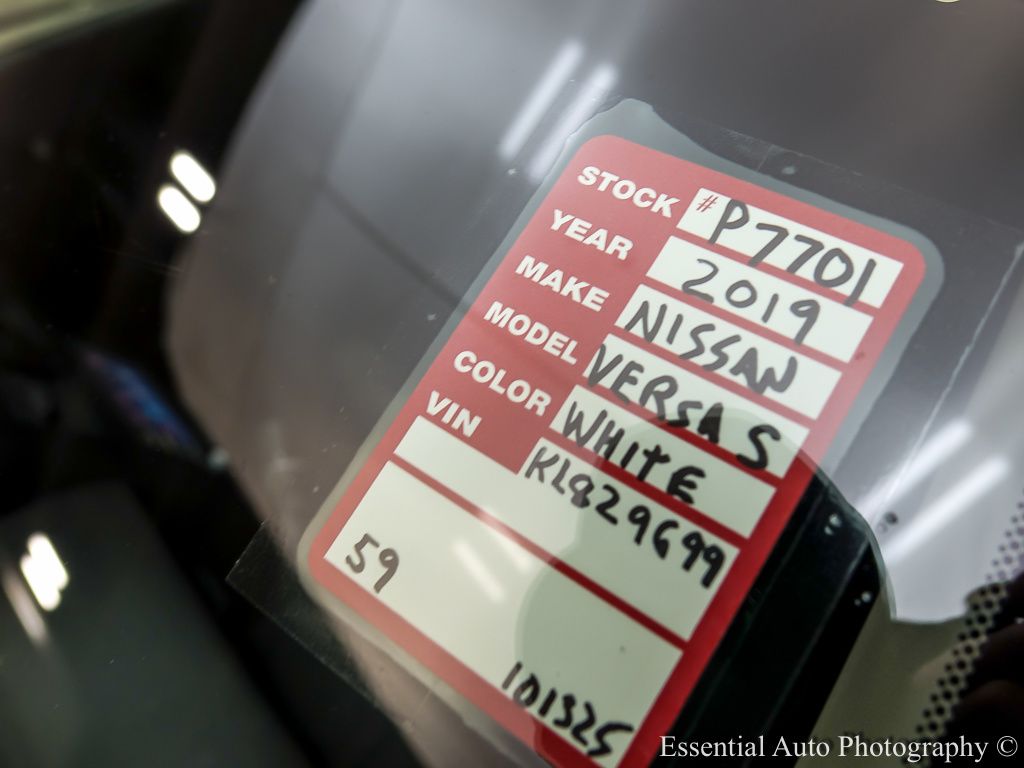 STOCK # P7701
YEAR 2019
MAKE NISSAN
MODEL VERSA S
COLOR WHITE
VIN KL829699
59
101325
Essential Auto Photography ©